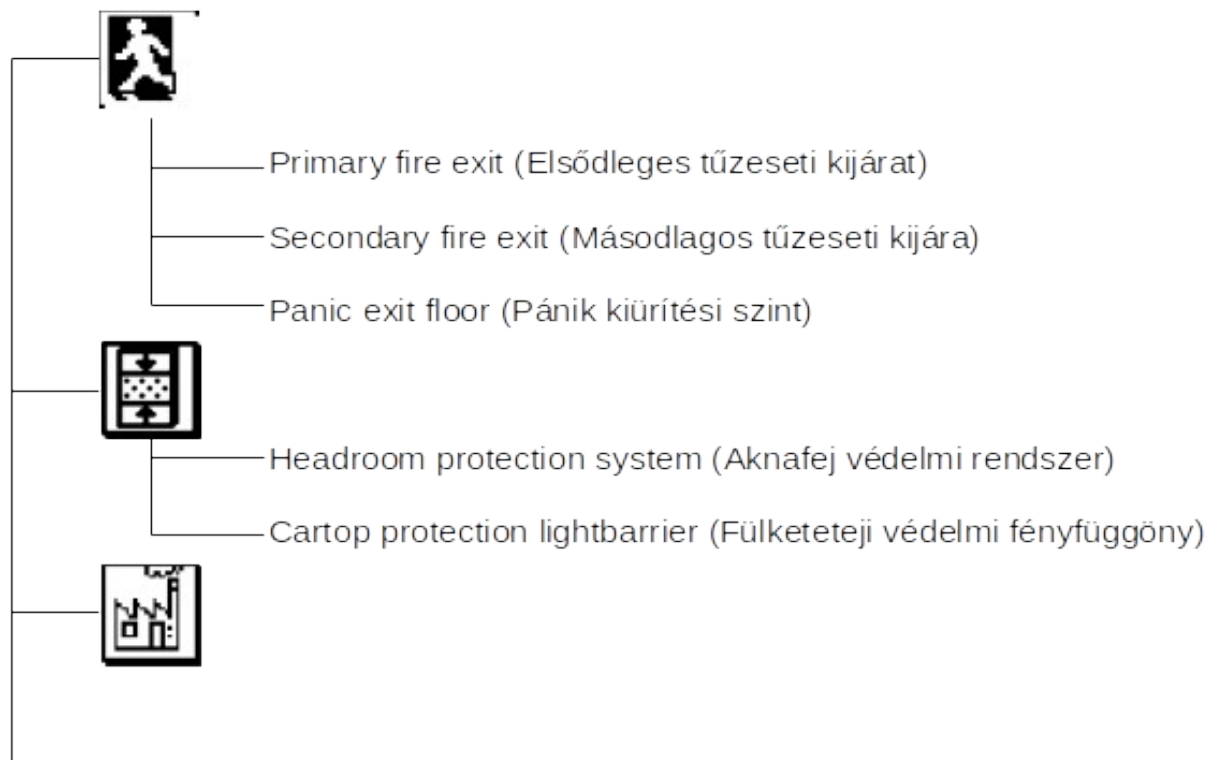 Primary fire exit (Elsődleges tűzeseti kijárat)
Secondary fire exit (Másodlagos tűzeseti kijára)
Panic exit floor (Pánik kiürítési szint)
Headroom protection system (Aknafej védelmi rendszer)
Cartop protection lightbarrier (Fülketeteji védelmi fényfüggöny)